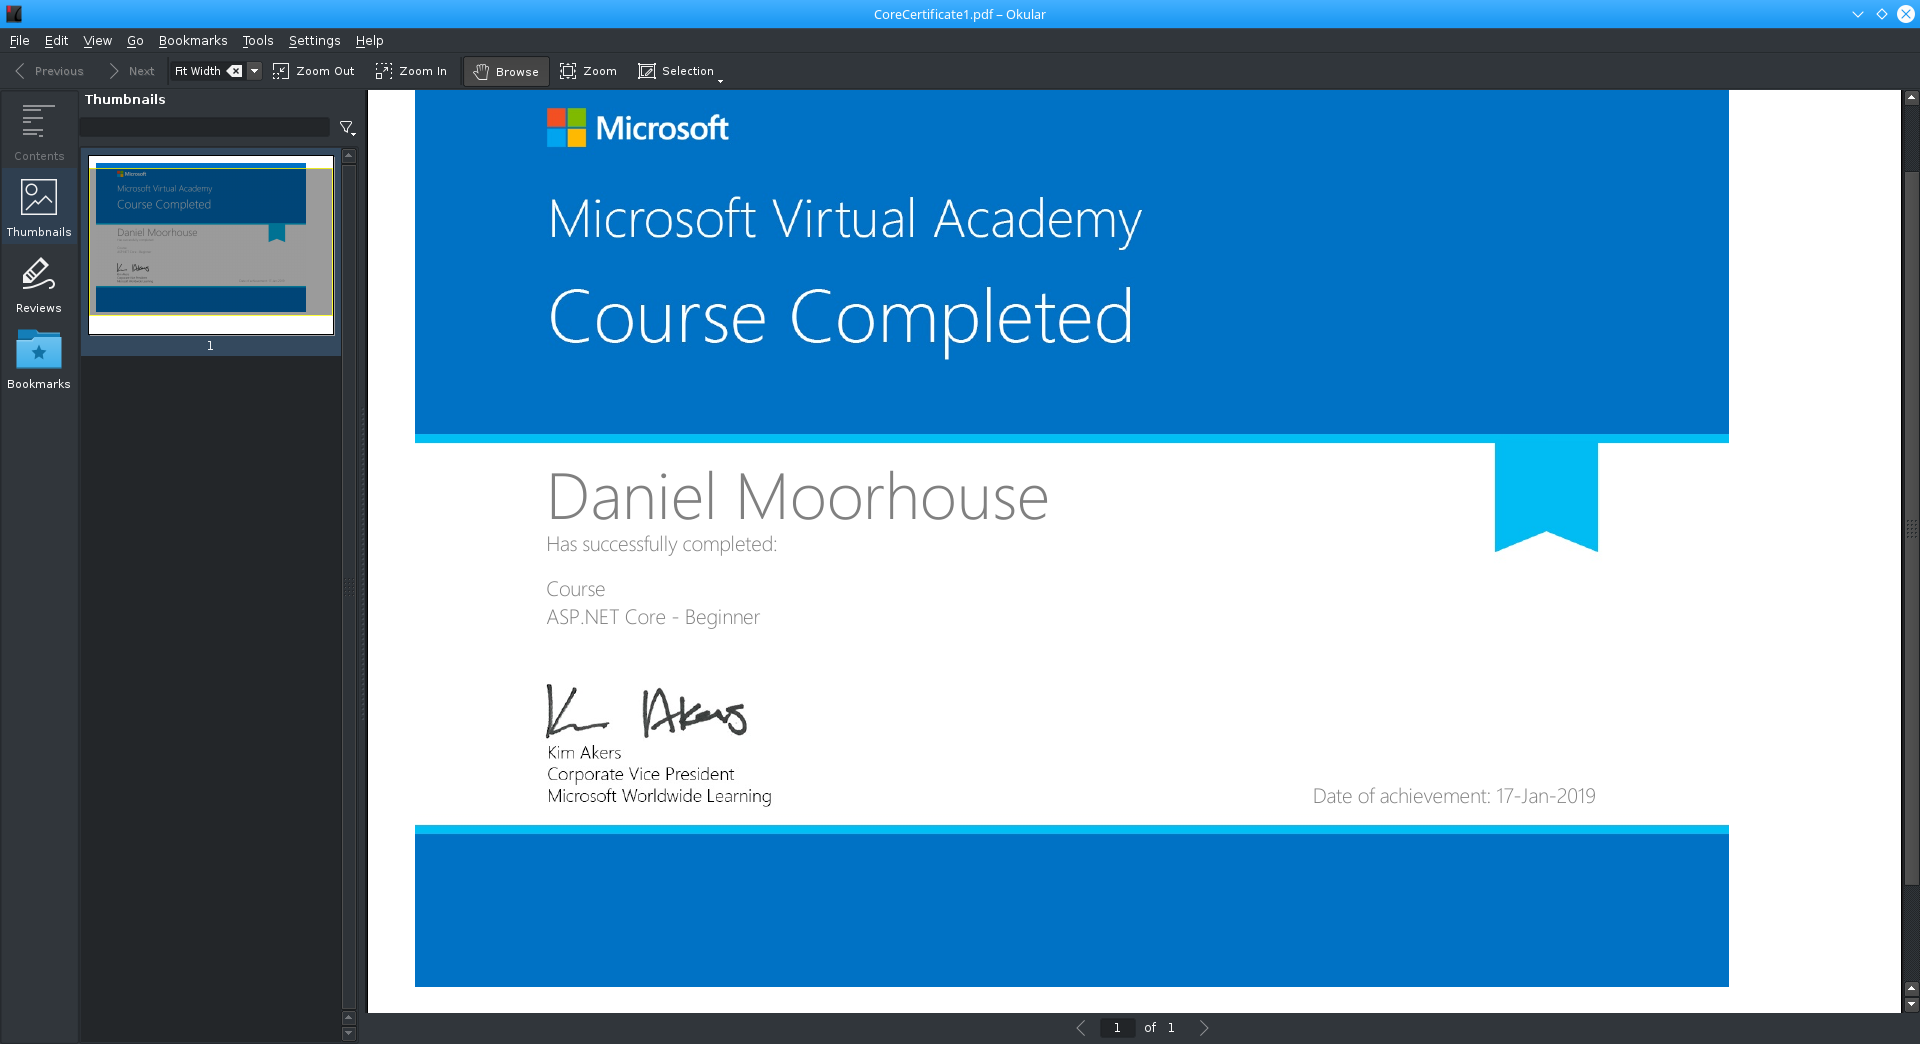 CoreCertificate1.pdf – Okular
File Edit View Go Bookmarks Tools Settings Help
Previous Next Fit Width Zoom Out Zoom In Browse Zoom Selection
Contents
Thumbnails
Reviews
Bookmarks
Thumbnails
Microsoft
Microsoft Virtual Academy
Course Completed
Daniel Moorhouse
1
Microsoft
Microsoft Virtual Academy
Course Completed
Daniel Moorhouse
Has successfully completed:
Course
ASP.NET Core - Beginner
Kim Akers
Kim Akers
Corporate Vice President
Microsoft Worldwide Learning
Date of achievement: 17-Jan-2019
1 of 1